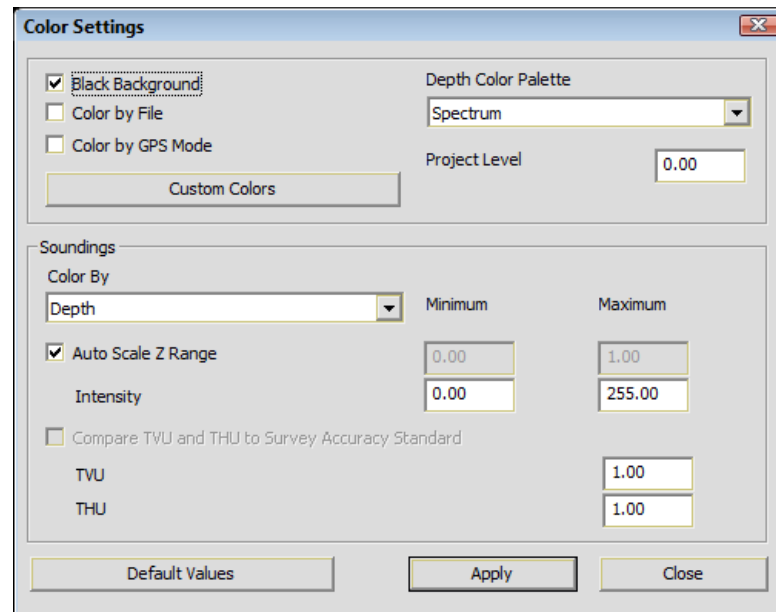 Color Settings
Black Background
Color by File
Color by GPS Mode
Custom Colors
Depth Color Palette
Spectrum
Project Level 0.00
Soundings
Color By
Depth
Minimum Maximum
Auto Scale Z Range 0.00 1.00
Intensity 0.00 255.00
Compare TVU and THU to Survey Accuracy Standard
TVU 1.00
THU 1.00
Default Values Apply Close